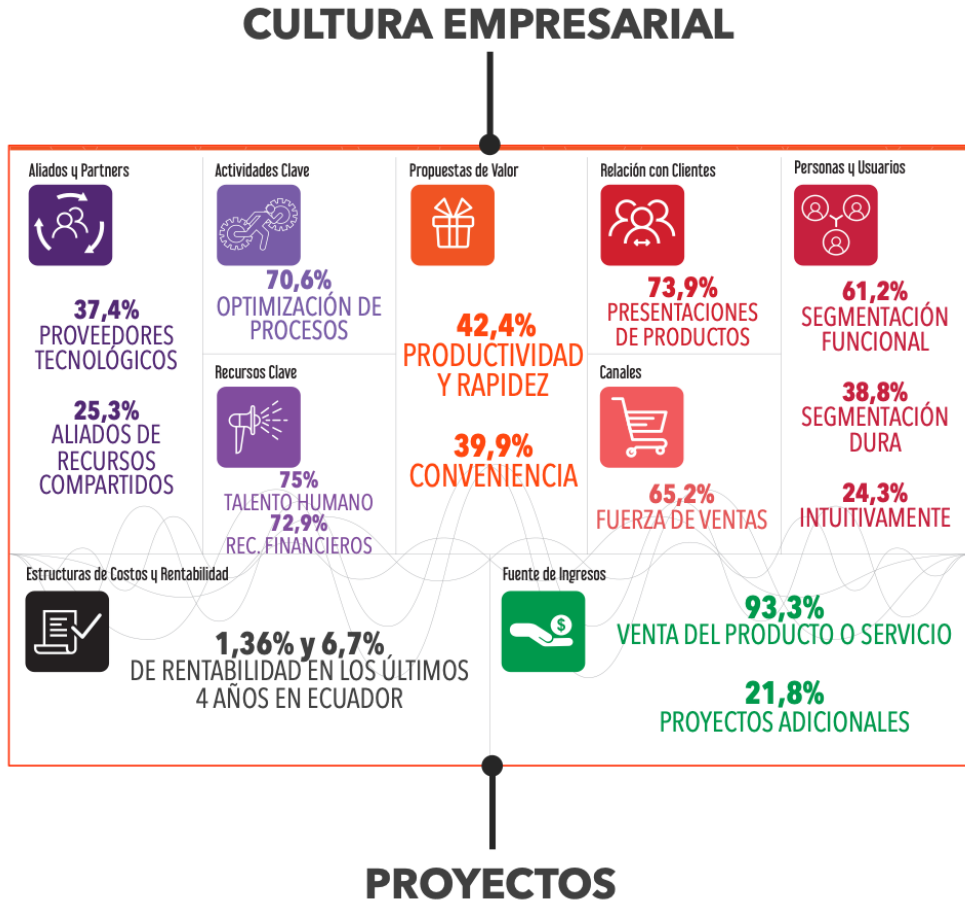 CULTURA EMPRESARIAL
Aliados y Partners
37,4%
PROVEEDORES
TECNOLÓGICOS
25,3%
ALIADOS DE
RECURSOS
COMPARTIDOS
Actividades Clave
70,6%
OPTIMIZACIÓN DE
PROCESOS
Recursos Clave
75%
TALENTO HUMANO
72,9%
REC. FINANCIEROS
Propuestas de Valor
42,4%
PRODUCTIVIDAD
Y RAPIDEZ
39,9%
CONVENIENCIA
Relación con Clientes
73,9%
PRESENTACIONES
DE PRODUCTOS
Canales
65,2%
FUERZA DE VENTAS
Personas y Usuarios
61,2%
SEGMENTACIÓN
FUNCIONAL
38,8%
SEGMENTACIÓN
DURA
24,3%
INTUITIVAMENTE
Estructuras de Costos y Rentabilidad
1,36% y 6,7%
DE RENTABILIDAD EN LOS ÚLTIMOS
4 AÑOS EN ECUADOR
Fuente de Ingresos
$
93,3%
VENTA DEL PRODUCTO O SERVICIO
21,8%
PROYECTOS ADICIONALES
PROYECTOS